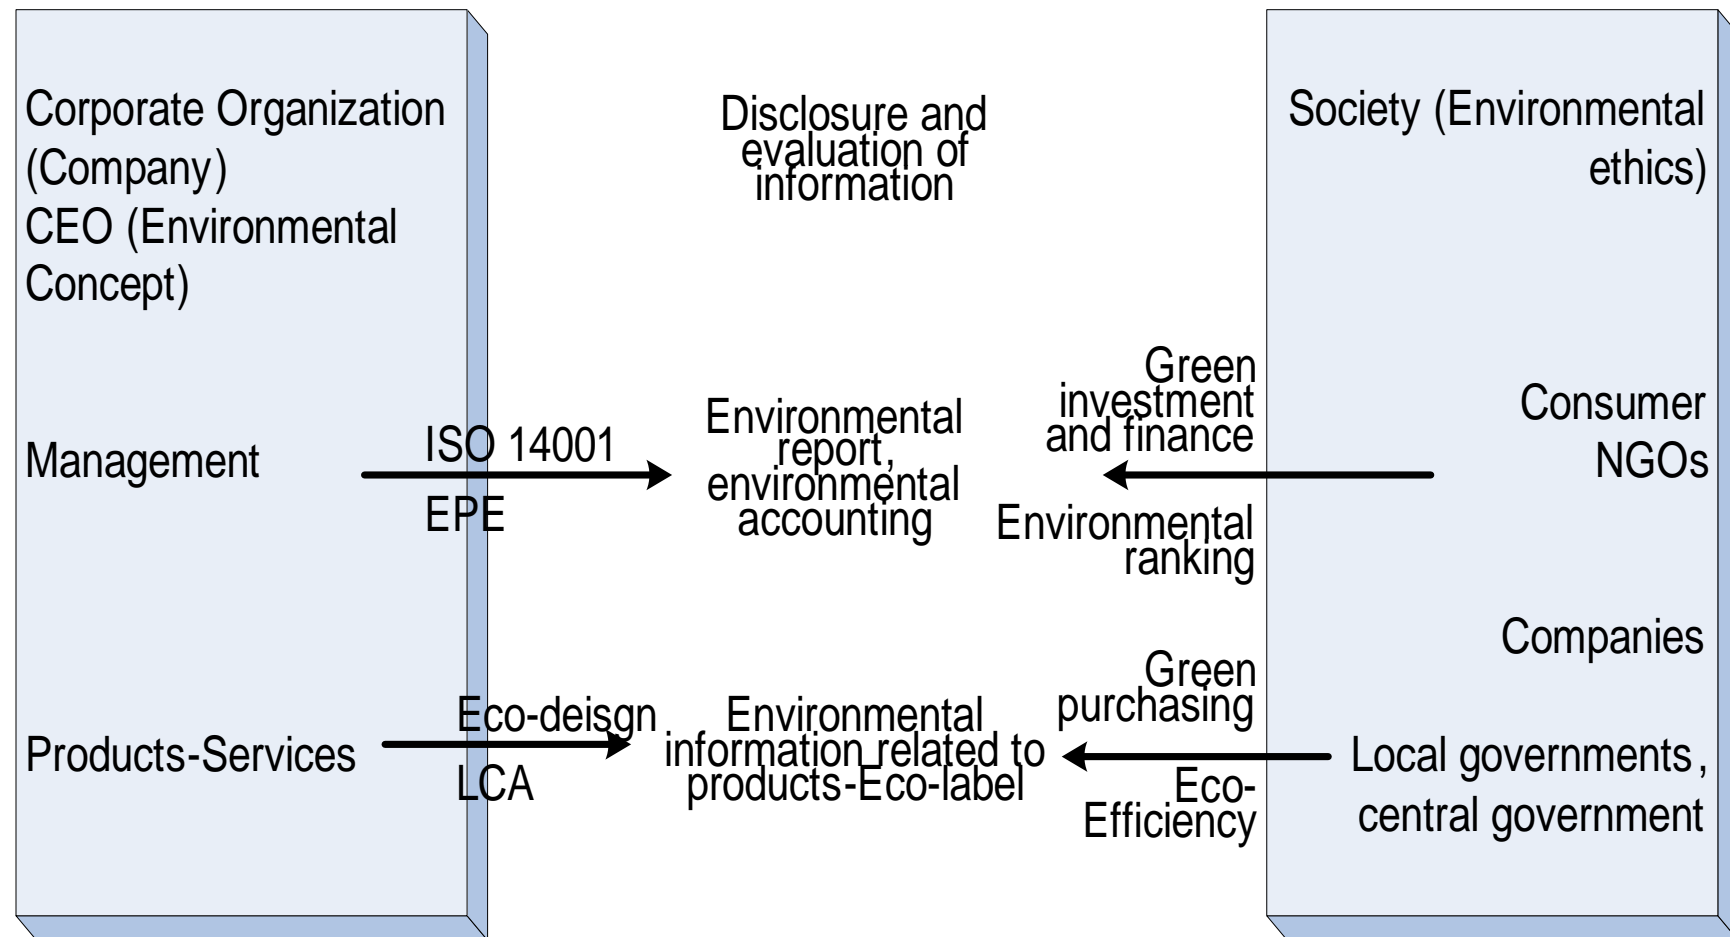 Corporate Organization
(Company)
CEO (Environmental
Concept)
Management
Products-Services
ISO 14001
EPE
Eco-deisgn
LCA
Disclosure and
evaluation of
information
Environmental
report,
environmental
accounting
Environmental
information related to
products-Eco-label
Green
investment
and finance
Environmental
ranking
Green
purchasing
Eco-
Efficiency
Society (Environmental
ethics)
Consumer
NGOs
Companies
Local governments,
central government